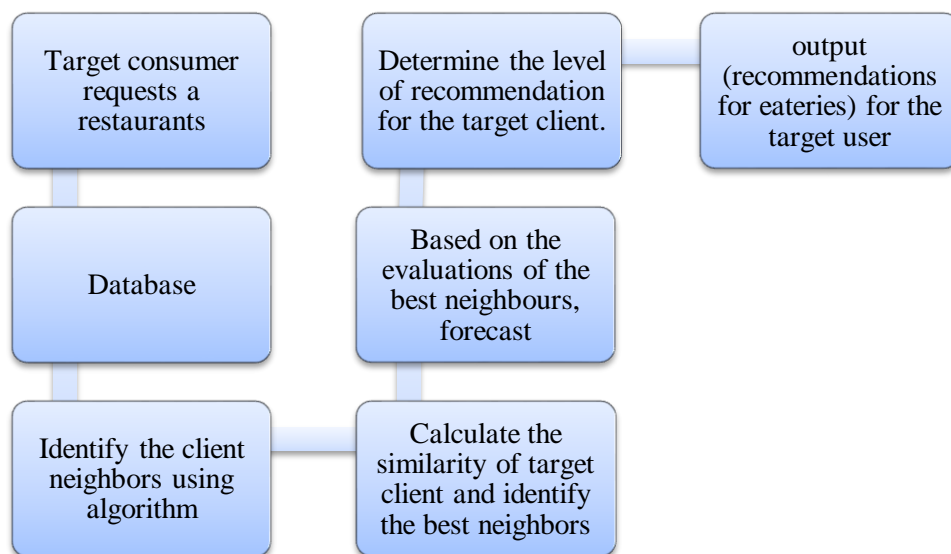 Target consumer
requests a
restaurants
Database
Identify the client
neighbors using
algorithm
Calculate the
similarity of target
client and identify
the best neighbors
Based on the
evaluations of the
best neighbours,
forecast
Determine the level
of recommendation
for the target client.
output
(recommendations
for eateries) for the
target user